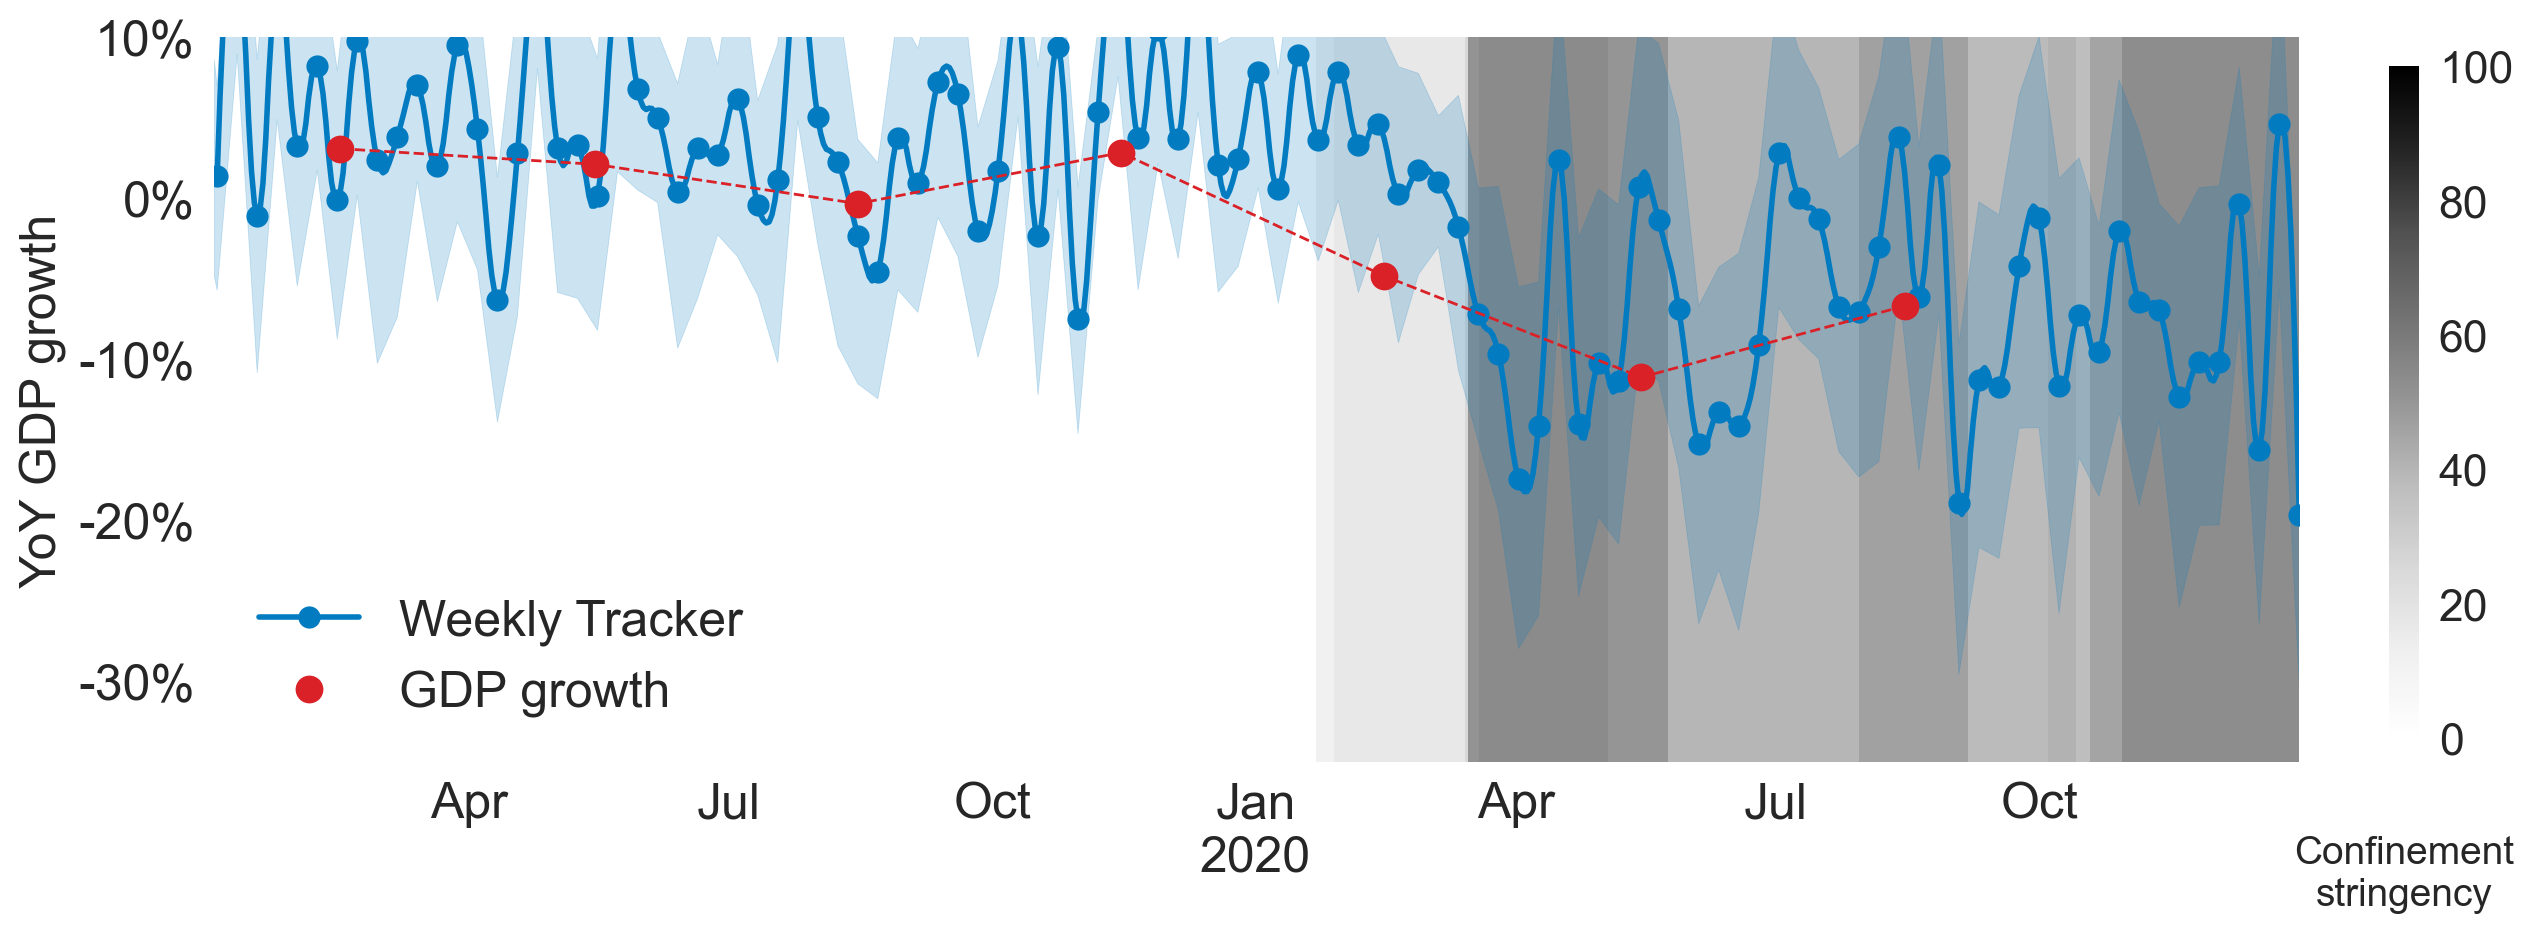 10%
0%
-10%
-20%
-30%
YoY GDP growth
Weekly Tracker
GDP growth
Apr
Jul
Oct
Jan
2020
Apr
Jul
Oct
100
80
60
40
20
0
Confinement
stringency